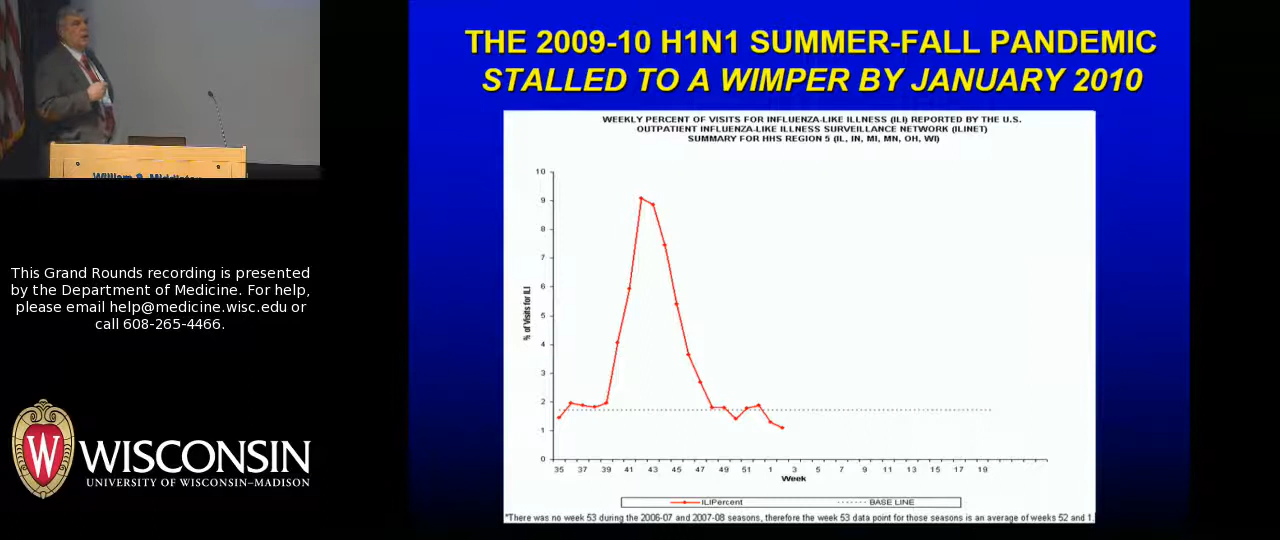 THE 2009-10 H1N1 SUMMER-FALL PANDEMIC
STALLED TO A WIMPER BY JANUARY 2010
WEEKLY PERCENT OF VISITS FOR INFLUENZA-LIKE ILLNESS (ILI) REPORTED BY THE U.S.
OUTPATIENT INFLUENZA-LIKE ILLNESS SURVEILLANCE NETWORK (ILINET)
SUMMARY FOR HHS REGION 5 (IL, IN, MI, MN, OH, WI)
10
9
8
7
6
5
4
3
2
1
0
% of Visits for ILI
35 37 39 41 43 45 47 49 51 1 3 5 7 9 11 13 15 17 19
Week
ILIPercent BASE LINE
*There was no week 53 during the 2006-07 and 2007-08 seasons, therefore the week 53 data point for those seasons is an average of weeks 52 and 1.
This Grand Rounds recording is presented
by the Department of Medicine. For help,
please email help@medicine.wisc.edu or
call 608-265-4466.
W
WISCONSIN
UNIVERSITY OF WISCONSIN–MADISON